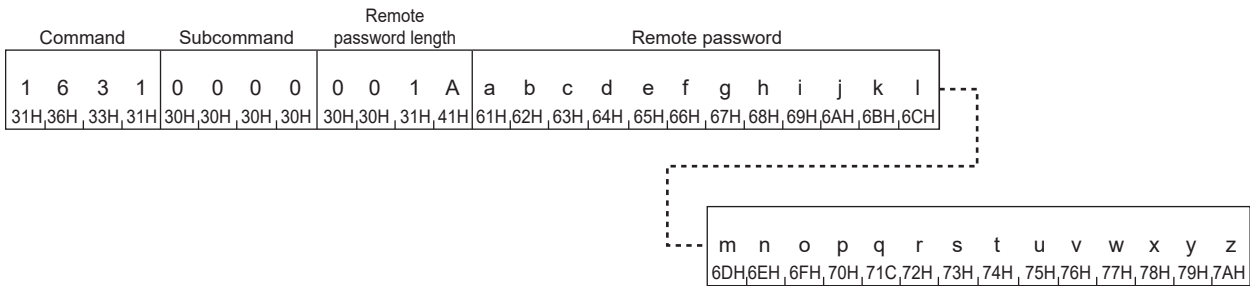 Remote
Command Subcommand password length Remote password
1 6 3 1 0 0 0 0 0 0 1 A a b c d e f g h i j k l
31H 36H 33H 31H 30H 30H 30H 30H 30H 30H 31H 41H 61H 62H 63H 64H 65H 66H 67H 68H 69H 6AH 6BH 6CH
m n o p q r s t u v w x y z
6DH 6EH 6FH 70H 71C 72H 73H 74H 75H 76H 77H 78H 79H 7AH